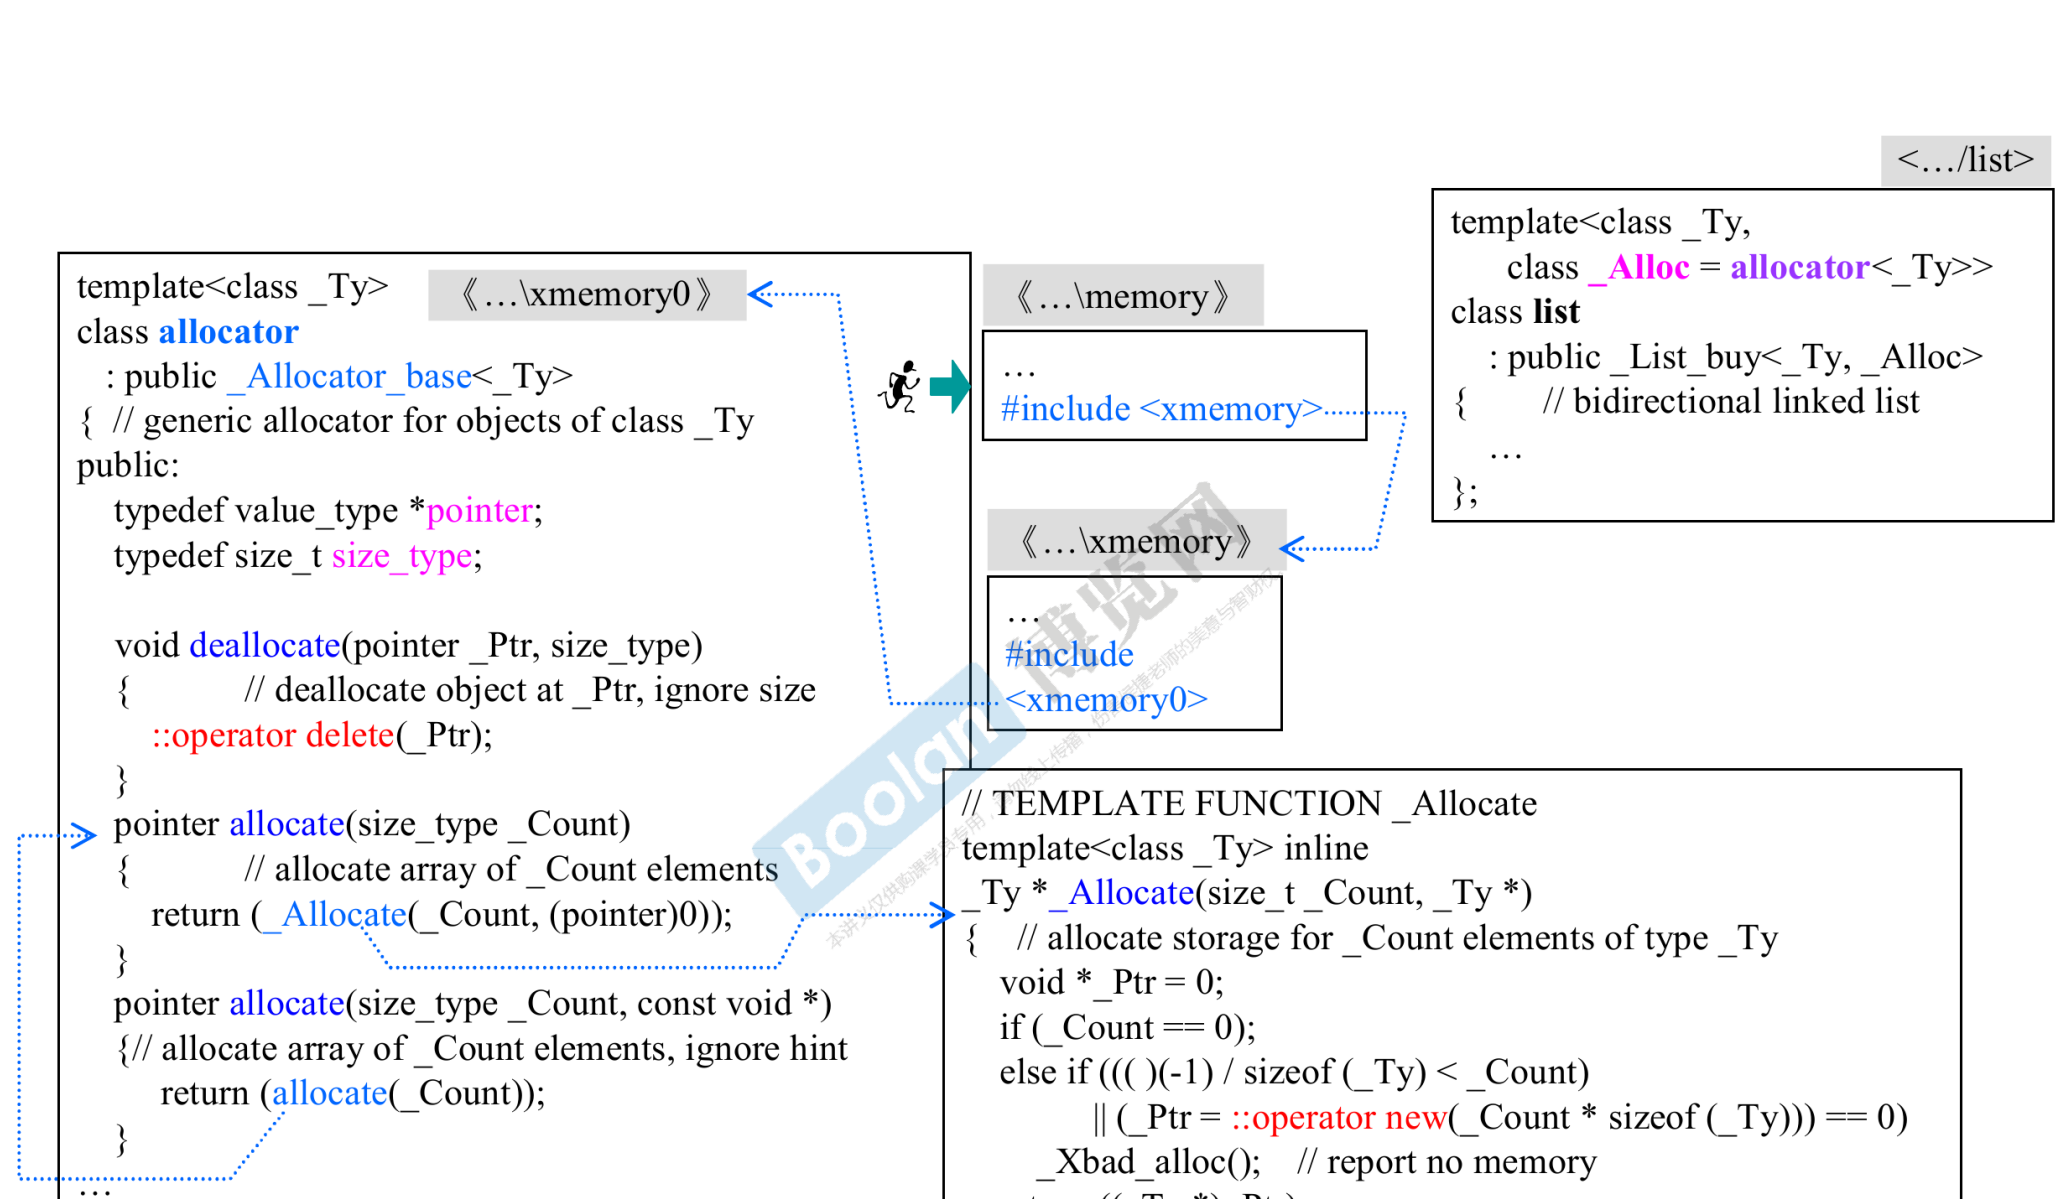 <…/list>
template<class _Ty,
class _Alloc = allocator<_Ty>>
class list
: public _List_buy<_Ty, _Alloc>
{ // bidirectional linked list
…
};
《…\xmemory0》
template<class _Ty>
class allocator
: public _Allocator_base<_Ty>
{ // generic allocator for objects of class _Ty
public:
typedef value_type *pointer;
typedef size_t size_type;
void deallocate(pointer _Ptr, size_type)
{ // deallocate object at _Ptr, ignore size
::operator delete(_Ptr);
}
pointer allocate(size_type _Count)
{ // allocate array of _Count elements
return (_Allocate(_Count, (pointer)0));
}
pointer allocate(size_type _Count, const void *)
{// allocate array of _Count elements, ignore hint
return (allocate(_Count));
}
…
《…\memory》
…
#include <xmemory>
《…\xmemory》
…
#include
<xmemory0>
// TEMPLATE FUNCTION _Allocate
template<class _Ty> inline
_Ty *_Allocate(size_t _Count, _Ty *)
{ // allocate storage for _Count elements of type _Ty
void *_Ptr = 0;
if (_Count == 0);
else if ((( )(-1) / sizeof (_Ty) < _Count)
|| (_Ptr = ::operator new(_Count * sizeof (_Ty))) == 0)
_Xbad_alloc(); // report no memory
Boolan
博览网